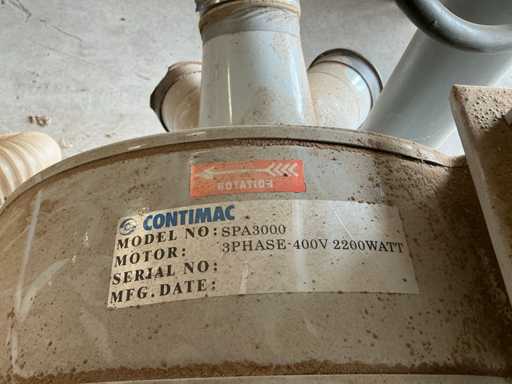 ROTATION
CONTIMAC
MODEL NO: SPA3000
MOTOR: 3PHASE-400V 2200WATT
SERIAL NO:
MFG. DATE: